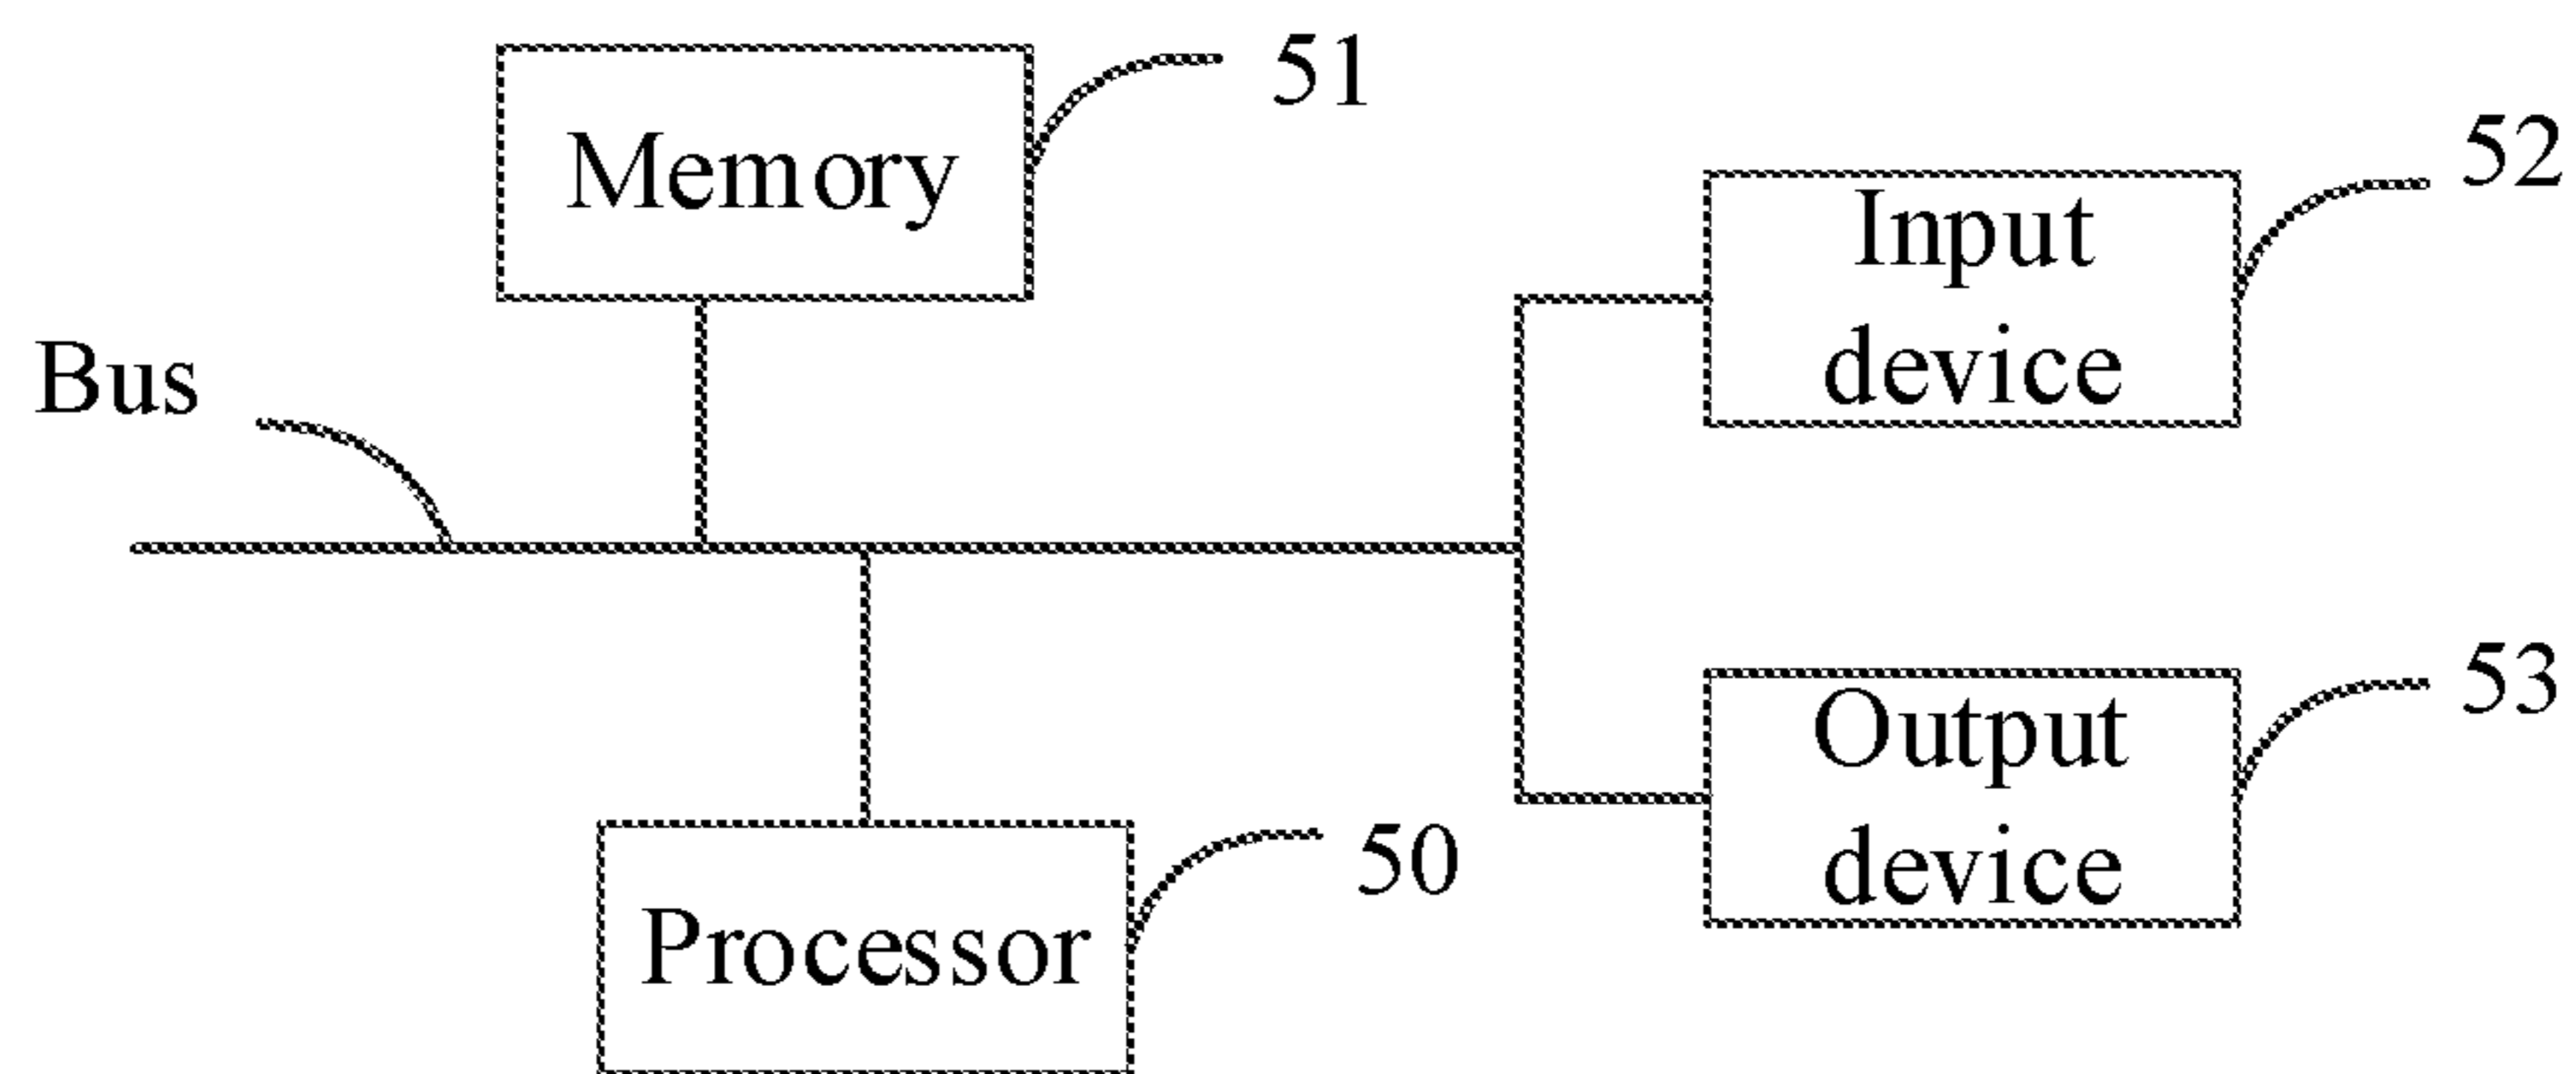 Memory
51
Input
device
52
Bus
Output
device
53
Processor
50